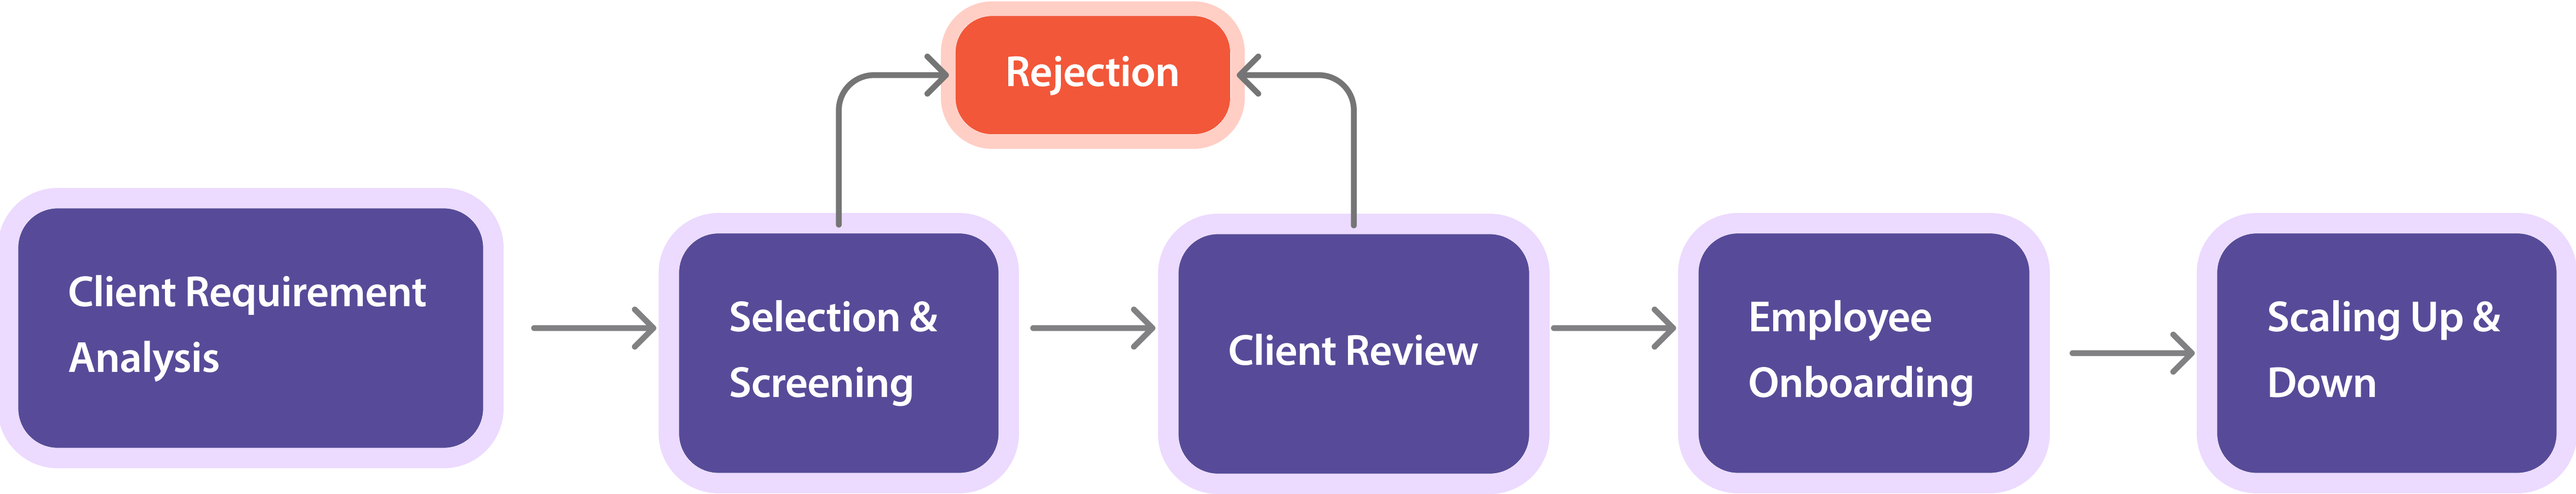 Rejection
Client Requirement
Analysis
Selection &
Screening
Client Review
Employee
Onboarding
Scaling Up &
Down